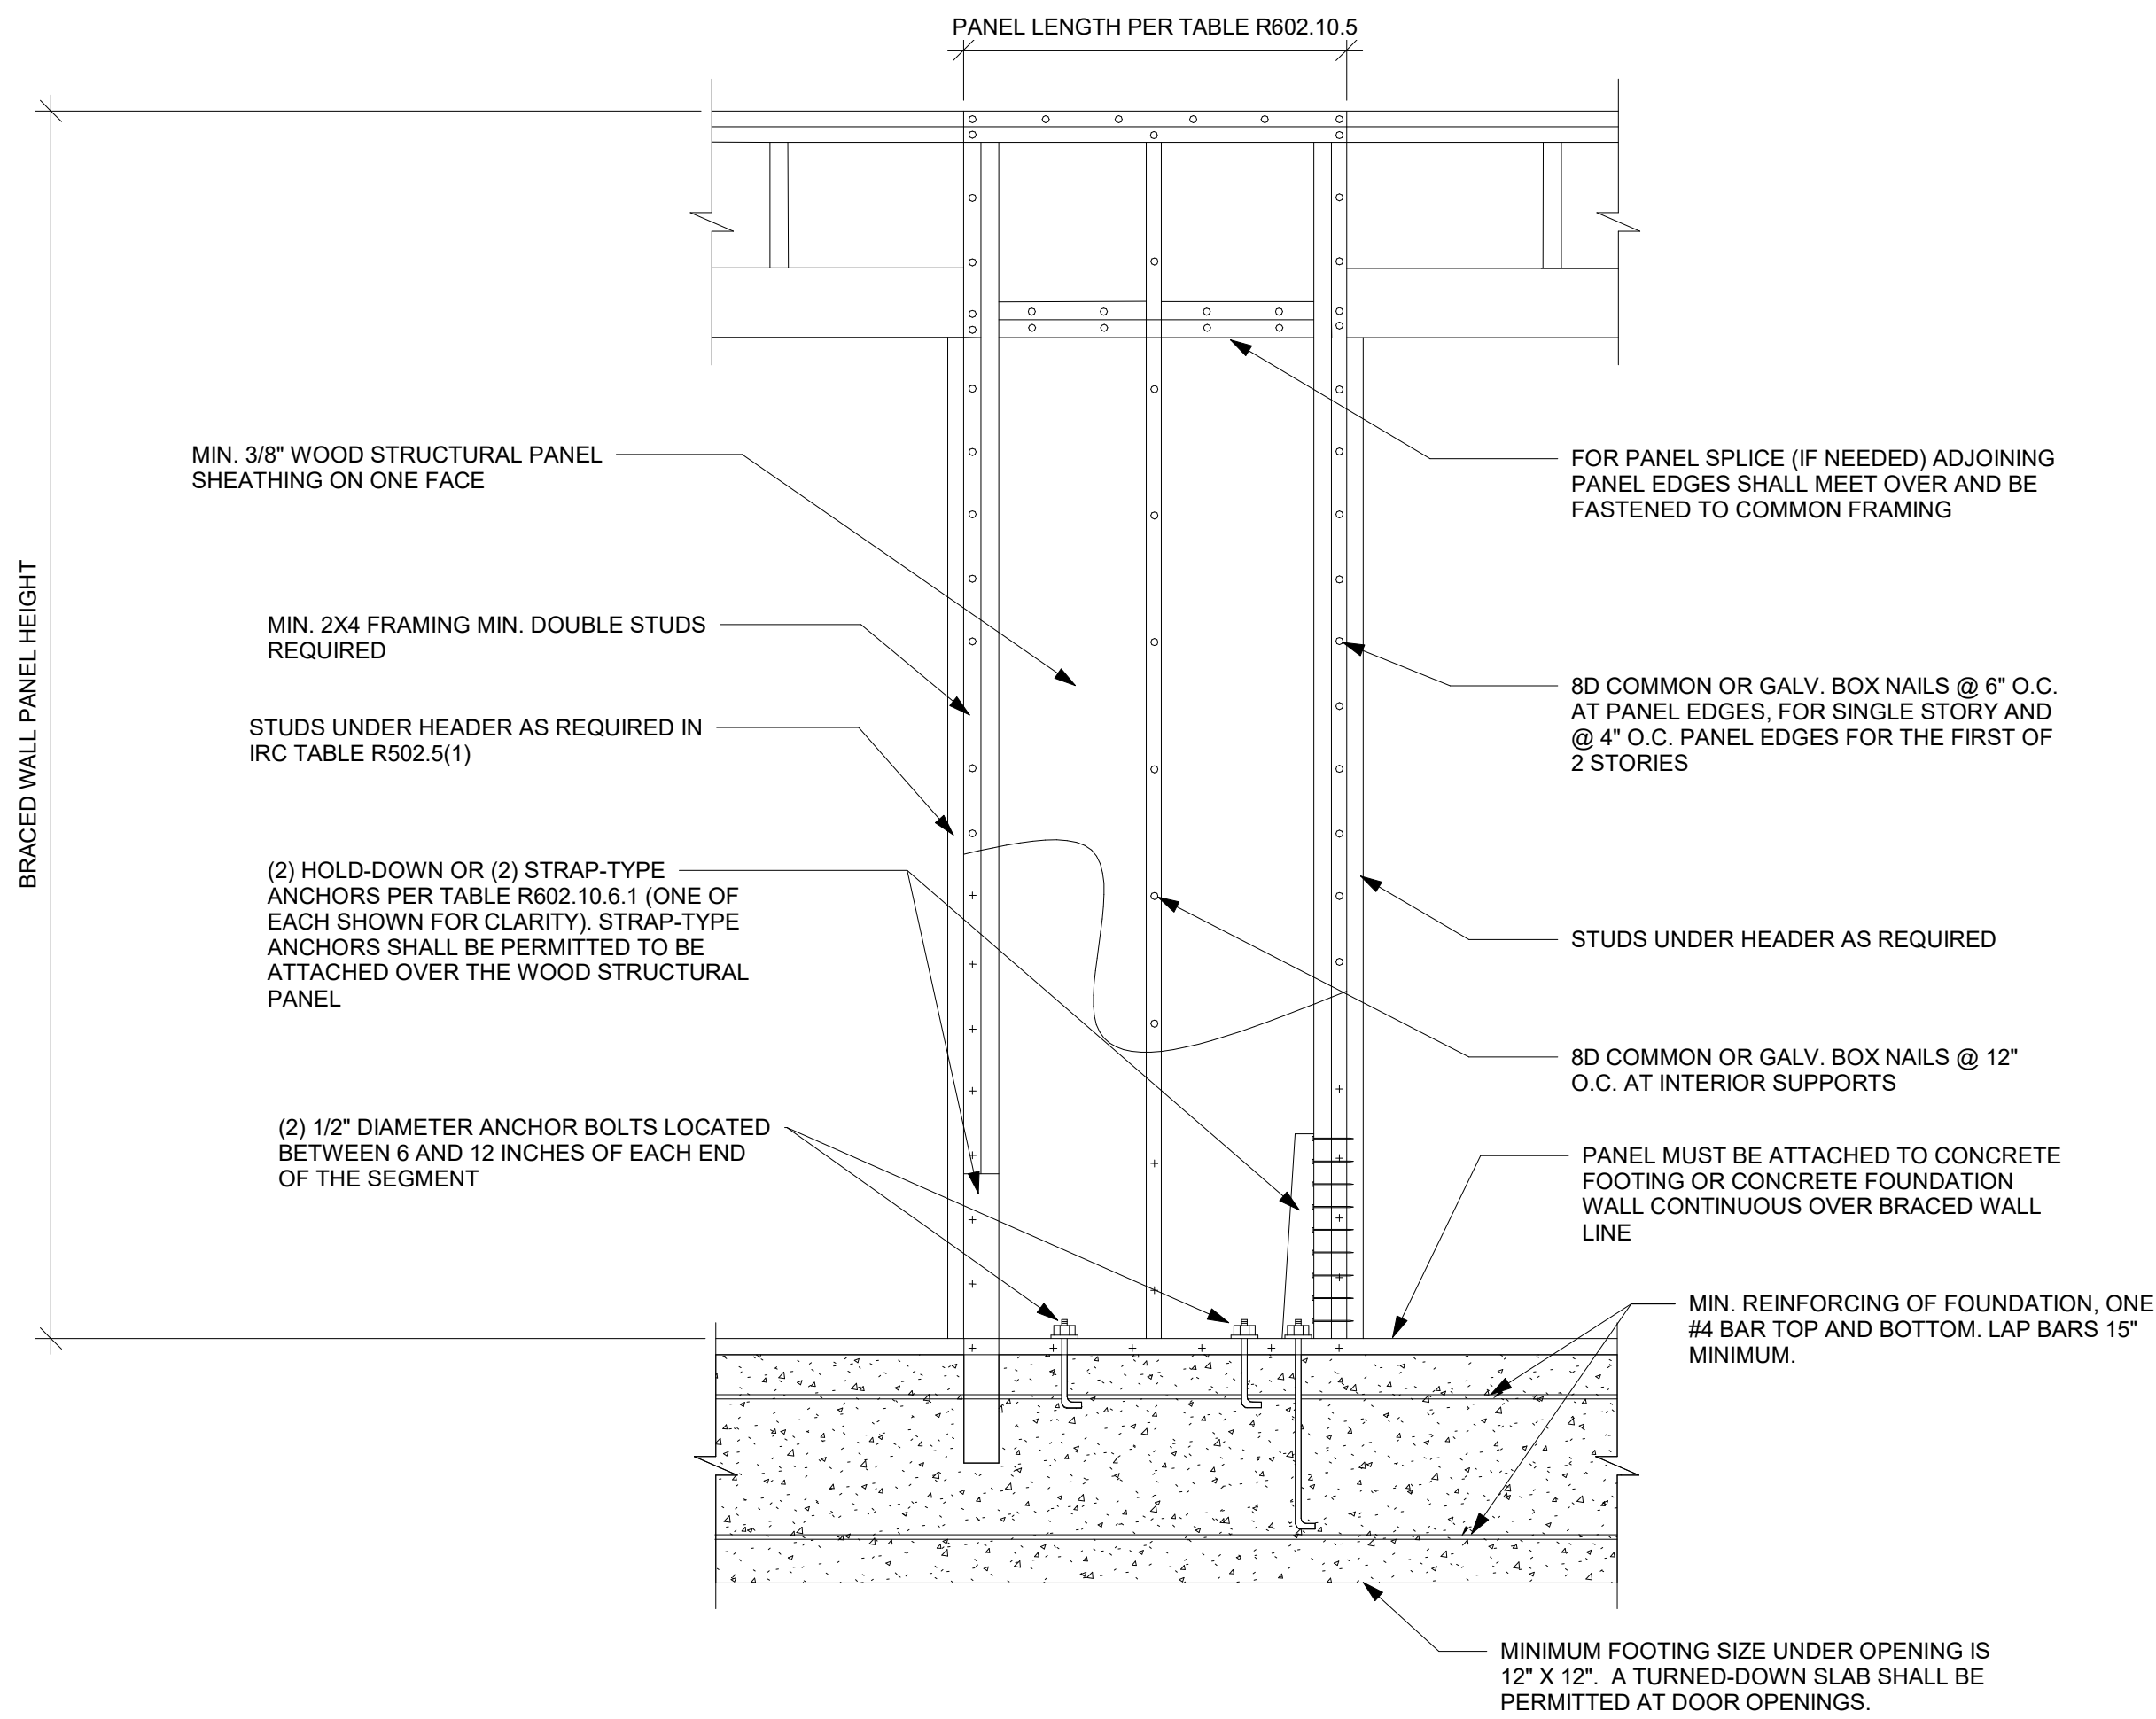 PANEL LENGTH PER TABLE R602.10.5
BRACED WALL PANEL HEIGHT
MIN. 3/8" WOOD STRUCTURAL PANEL
SHEATHING ON ONE FACE
MIN. 2X4 FRAMING MIN. DOUBLE STUDS
REQUIRED
STUDS UNDER HEADER AS REQUIRED IN
IRC TABLE R502.5(1)
(2) HOLD-DOWN OR (2) STRAP-TYPE
ANCHORS PER TABLE R602.10.6.1 (ONE OF
EACH SHOWN FOR CLARITY). STRAP-TYPE
ANCHORS SHALL BE PERMITTED TO BE
ATTACHED OVER THE WOOD STRUCTURAL
PANEL
(2) 1/2" DIAMETER ANCHOR BOLTS LOCATED
BETWEEN 6 AND 12 INCHES OF EACH END
OF THE SEGMENT
FOR PANEL SPLICE (IF NEEDED) ADJOINING
PANEL EDGES SHALL MEET OVER AND BE
FASTENED TO COMMON FRAMING
8D COMMON OR GALV. BOX NAILS @ 6" O.C.
AT PANEL EDGES, FOR SINGLE STORY AND
@ 4" O.C. PANEL EDGES FOR THE FIRST OF
2 STORIES
STUDS UNDER HEADER AS REQUIRED
8D COMMON OR GALV. BOX NAILS @ 12"
O.C. AT INTERIOR SUPPORTS
PANEL MUST BE ATTACHED TO CONCRETE
FOOTING OR CONCRETE FOUNDATION
WALL CONTINUOUS OVER BRACED WALL
LINE
MIN. REINFORCING OF FOUNDATION, ONE
#4 BAR TOP AND BOTTOM. LAP BARS 15"
MINIMUM.
MINIMUM FOOTING SIZE UNDER OPENING IS
12" X 12". A TURNED-DOWN SLAB SHALL BE
PERMITTED AT DOOR OPENINGS.